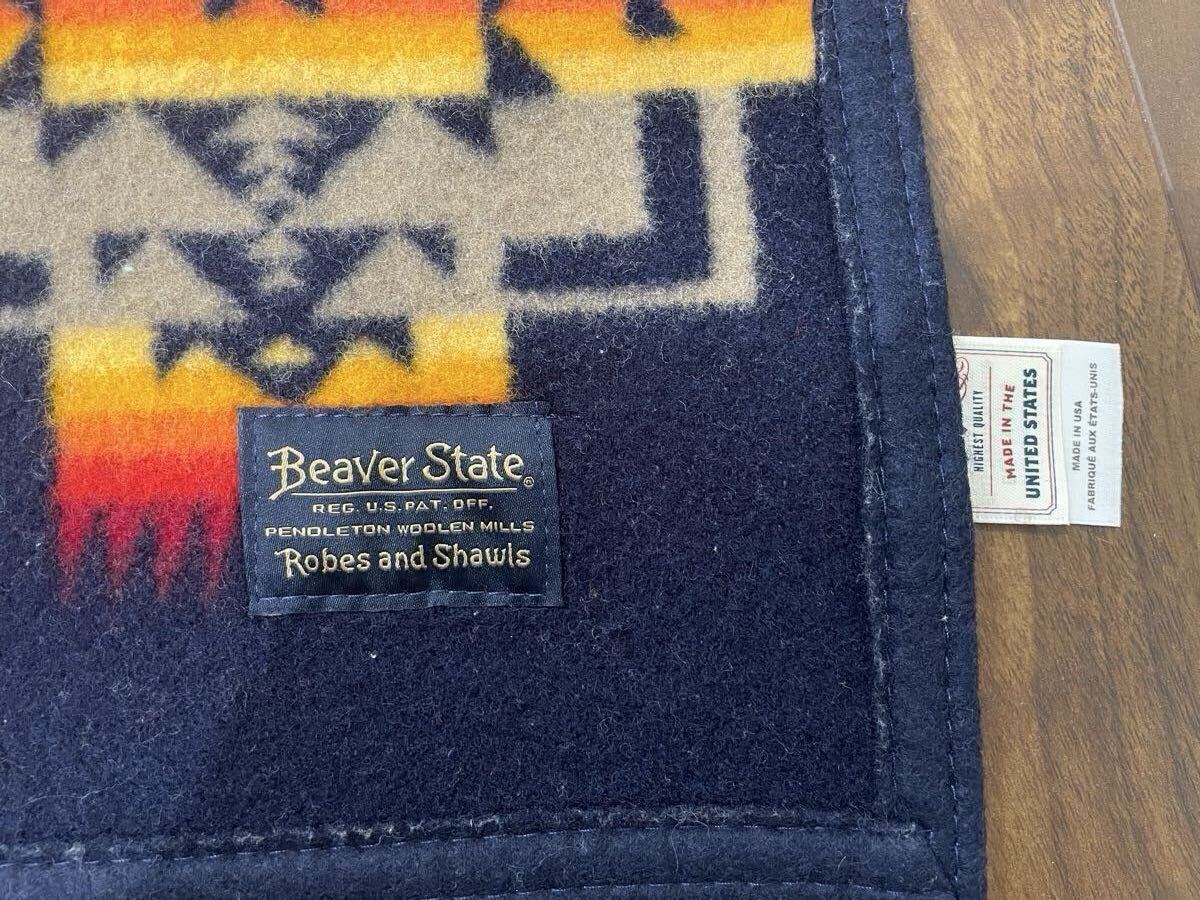 Beaver State®
REG. U.S. PAT. OFF.
PENDLETON WOOLEN MILLS
Robes and Shawls
HIGHEST QUALITY
MADE IN THE
UNITED STATES
MADE IN USA
FABRIQUÉ AUX ÉTATS-UNIS